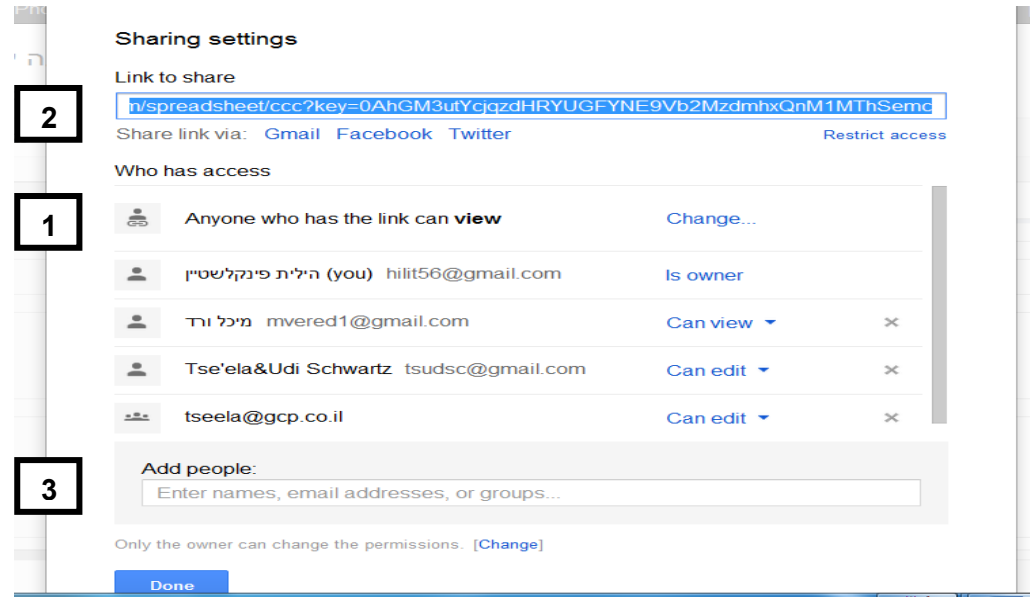 Sharing settings
Link to share
2
n/spreadsheet/ccc?key=0AhGM3utYcjqzdHRYUGFYNE9Vb2MzdmhxQnM1MThSemc
Share link via: Gmail Facebook Twitter Restrict access
Who has access
1
Anyone who has the link can view Change...
הילית פינקלשטיין (you) hilit56@gmail.com Is owner
מיכל ורד mvered1@gmail.com Can view
Tse'ela&Udi Schwartz tsudsc@gmail.com Can edit
tseela@gcp.co.il Can edit
3
Add people:
Enter names, email addresses, or groups...
Only the owner can change the permissions. [Change]
Done